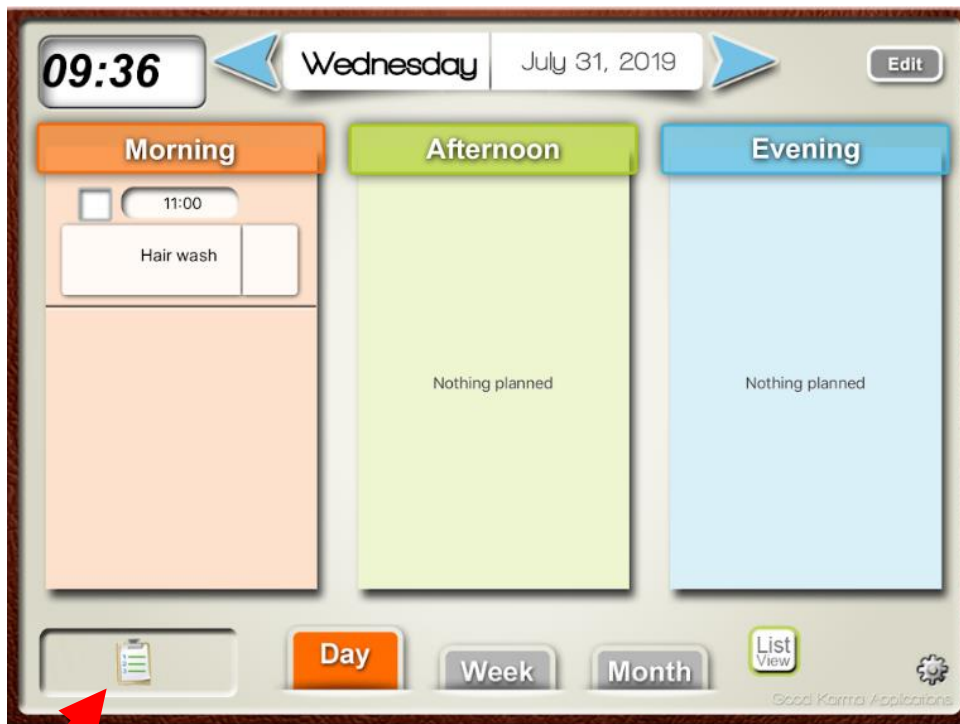 09:36
Wednesday July 31, 2019
Edit
Morning
Afternoon
Evening
11:00
Hair wash
Nothing planned
Nothing planned
Day
Week
Month
List
View
Good Karma Applications